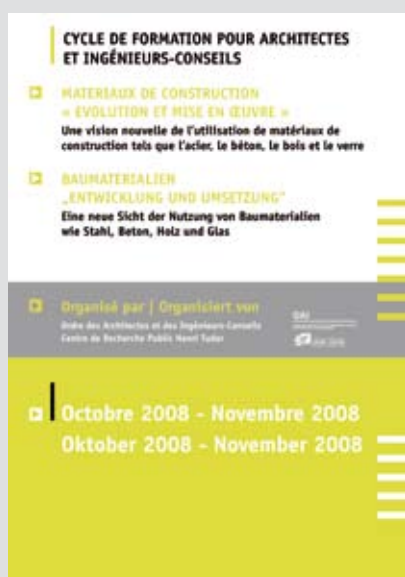 CYCLE DE FORMATION POUR ARCHITECTES
ET INGÉNIEURS-CONSEILS
MATERIAUX DE CONSTRUCTION
« EVOLUTION ET MISE EN ŒUVRE »
Une vision nouvelle de l'utilisation de matériaux de
construction tels que l'acier, le béton, le bois et le verre
BAUMATERIALIEN
„ENTWICKLUNG UND UMSETZUNG"
Eine neue Sicht der Nutzung von Baumaterialien
wie Stahl, Beton, Holz und Glas
Organisé par | Organisiert von
Ordre des Architectes et des Ingénieurs-Conseils
Centre de Recherche Public Henri Tudor
OAI
Octobre 2008 - Novembre 2008
Oktober 2008 - November 2008